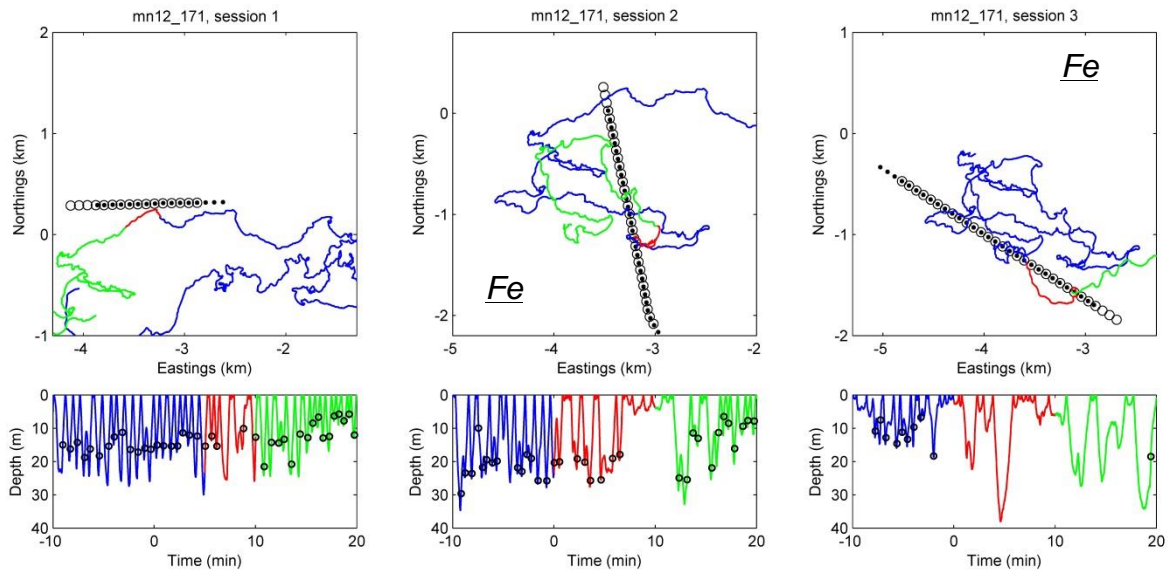 mn12_171, session 1
2
1
0
-1
Northings (km)
-4
-3
-2
Eastings (km)
mn12_171, session 2
0
-1
-2
Northings (km)
Fe
-5
-4
-3
-2
Eastings (km)
mn12_171, session 3
1
0
-1
-2
Northings (km)
Fe
-5
-4
-3
Eastings (km)
0
10
20
30
40
Depth (m)
-10
0
10
20
Time (min)
0
10
20
30
40
Depth (m)
-10
0
10
20
Time (min)
0
10
20
30
40
Depth (m)
-10
0
10
20
Time (min)